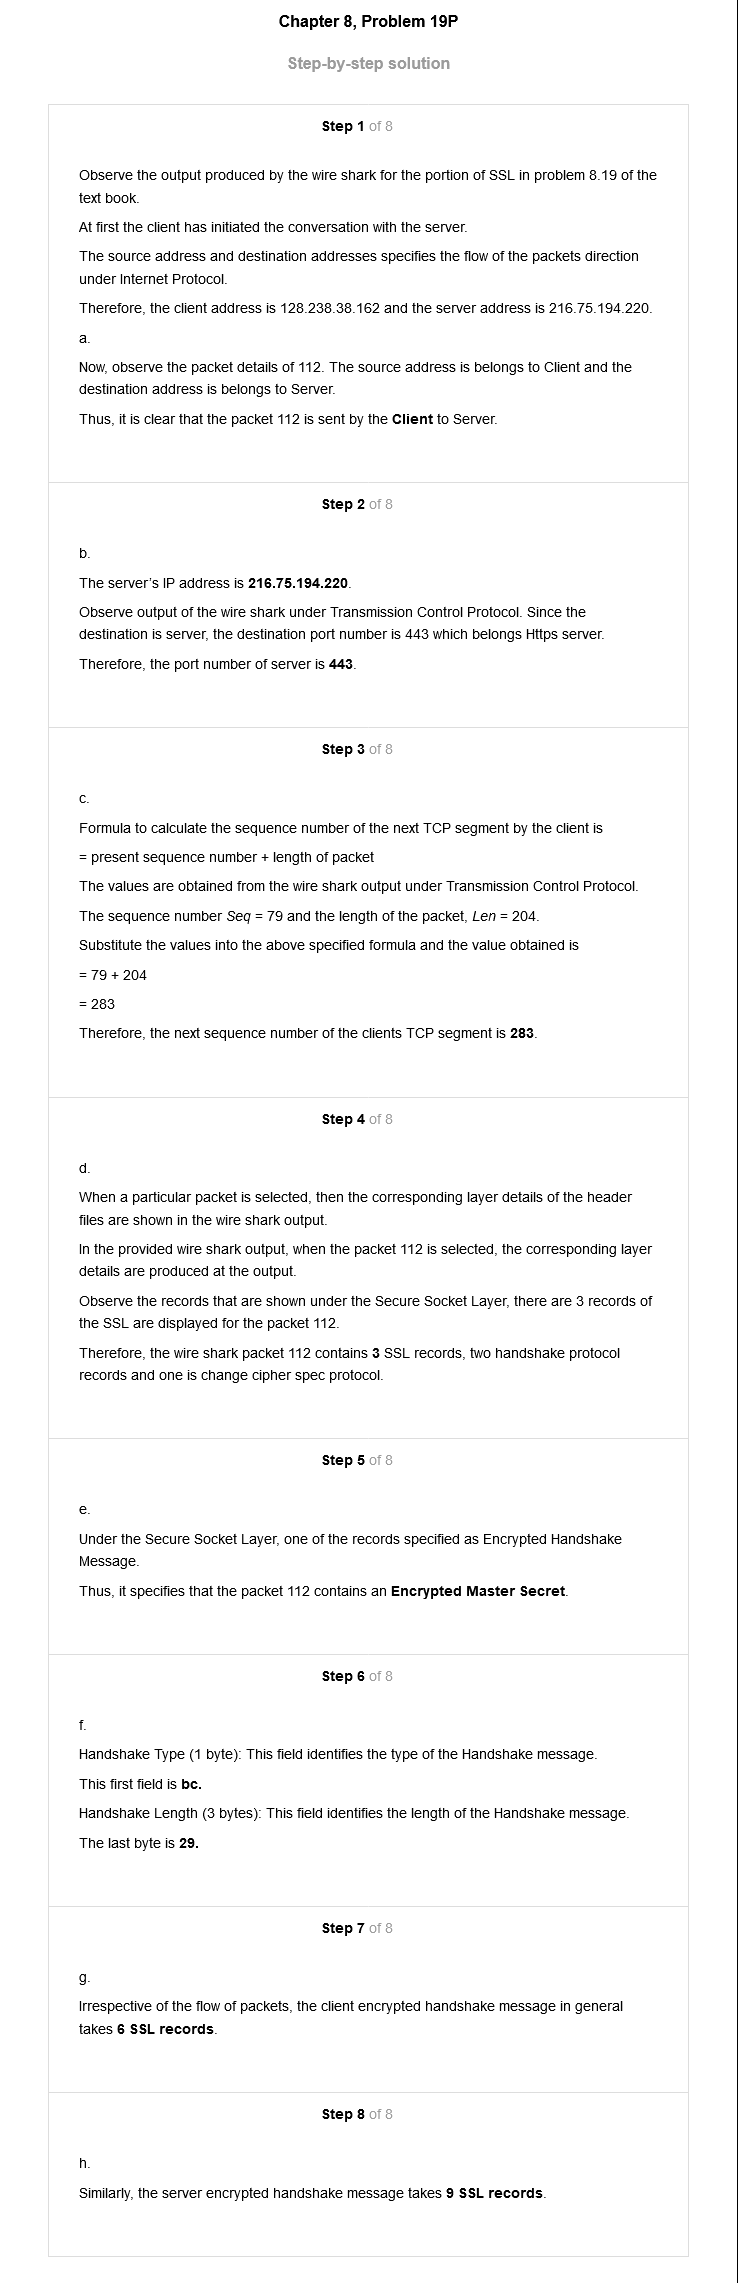 Chapter 8, Problem 19P
Step-by-step solution
Step 1 of 8
Observe the output produced by the wire shark for the portion of SSL in problem 8.19 of the
text book.
At first the client has initiated the conversation with the server.
The source address and destination addresses specifies the flow of the packets direction
under Internet Protocol.
Therefore, the client address is 128.238.38.162 and the server address is 216.75.194.220.
a.
Now, observe the packet details of 112. The source address is belongs to Client and the
destination address is belongs to Server.
Thus, it is clear that the packet 112 is sent by the Client to Server.
Step 2 of 8
b.
The server's IP address is 216.75.194.220.
Observe output of the wire shark under Transmission Control Protocol. Since the
destination is server, the destination port number is 443 which belongs Https server.
Therefore, the port number of server is 443.
Step 3 of 8
c.
Formula to calculate the sequence number of the next TCP segment by the client is
= present sequence number + length of packet
The values are obtained from the wire shark output under Transmission Control Protocol.
The sequence number Seq = 79 and the length of the packet, Len = 204.
Substitute the values into the above specified formula and the value obtained is
= 79 + 204
= 283
Therefore, the next sequence number of the clients TCP segment is 283.
Step 4 of 8
d.
When a particular packet is selected, then the corresponding layer details of the header
files are shown in the wire shark output.
In the provided wire shark output, when the packet 112 is selected, the corresponding layer
details are produced at the output.
Observe the records that are shown under the Secure Socket Layer, there are 3 records of
the SSL are displayed for the packet 112.
Therefore, the wire shark packet 112 contains 3 SSL records, two handshake protocol
records and one is change cipher spec protocol.
Step 5 of 8
e.
Under the Secure Socket Layer, one of the records specified as Encrypted Handshake
Message.
Thus, it specifies that the packet 112 contains an Encrypted Master Secret.
Step 6 of 8
f.
Handshake Type (1 byte): This field identifies the type of the Handshake message.
This first field is bc.
Handshake Length (3 bytes): This field identifies the length of the Handshake message.
The last byte is 29.
Step 7 of 8
g.
Irrespective of the flow of packets, the client encrypted handshake message in general
takes 6 SSL records.
Step 8 of 8
h.
Similarly, the server encrypted handshake message takes 9 SSL records.